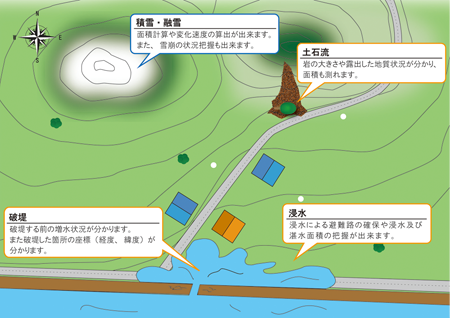 N
W
E
S
積雪・融雪
面積計算や変化速度の算出が出来ます。
また、雪崩の状況把握も出来ます。
土石流
岩の大きさや露出した地質状況が分かり、
面積も測れます。
破堤
破堤する前の増水状況が分かります。
また破堤した箇所の座標（経度、緯度）が
分かります。
浸水
浸水による避難路の確保や浸水及び
湛水面積の把握が出来ます。